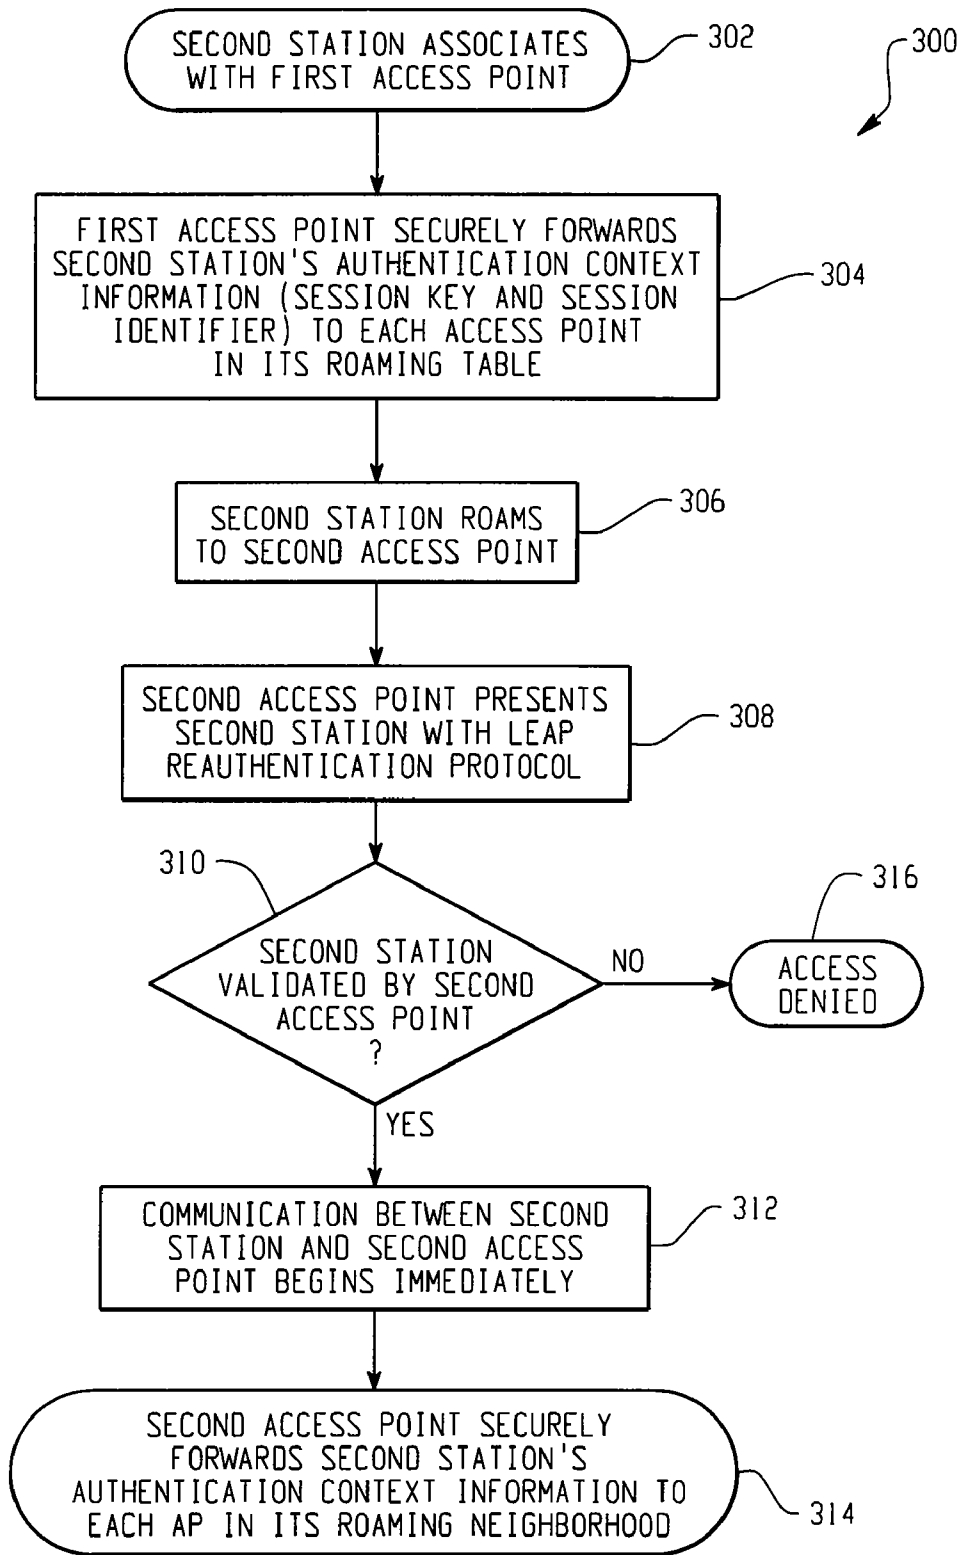 SECOND STATION ASSOCIATES
WITH FIRST ACCESS POINT
302
300
FIRST ACCESS POINT SECURELY FORWARDS
SECOND STATION'S AUTHENTICATION CONTEXT
INFORMATION (SESSION KEY AND SESSION
IDENTIFIER) TO EACH ACCESS POINT
IN ITS ROAMING TABLE
304
SECOND STATION ROAMS
TO SECOND ACCESS POINT
306
SECOND ACCESS POINT PRESENTS
SECOND STATION WITH LEAP
REAUTHENTICATION PROTOCOL
308
310
SECOND STATION
VALIDATED BY SECOND
ACCESS POINT
?
NO
316
ACCESS
DENIED
YES
COMMUNICATION BETWEEN SECOND
STATION AND SECOND ACCESS
POINT BEGINS IMMEDIATELY
312
SECOND ACCESS POINT SECURELY
FORWARDS SECOND STATION'S
AUTHENTICATION CONTEXT INFORMATION TO
EACH AP IN ITS ROAMING NEIGHBORHOOD
314